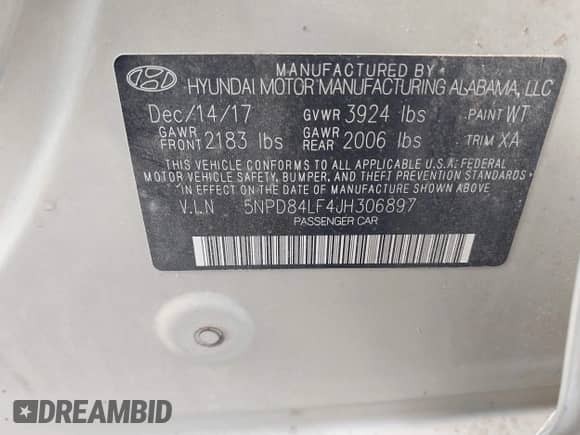 MANUFACTURED BY
HYUNDAI MOTOR MANUFACTURING ALABAMA, LLC
Dec/14/17 GVWR 3924 lbs PAINT WT
GAWR FRONT 2183 lbs GAWR REAR 2006 lbs TRIM XA
THIS VEHICLE CONFORMS TO ALL APPLICABLE U.S.A. FEDERAL
MOTOR VEHICLE SAFETY, BUMPER, AND THEFT PREVENTION STANDARDS
IN EFFECT ON THE DATE OF MANUFACTURE SHOWN ABOVE
V.I.N 5NPD84LF4JH306897
PASSENGER CAR
DREAMBID